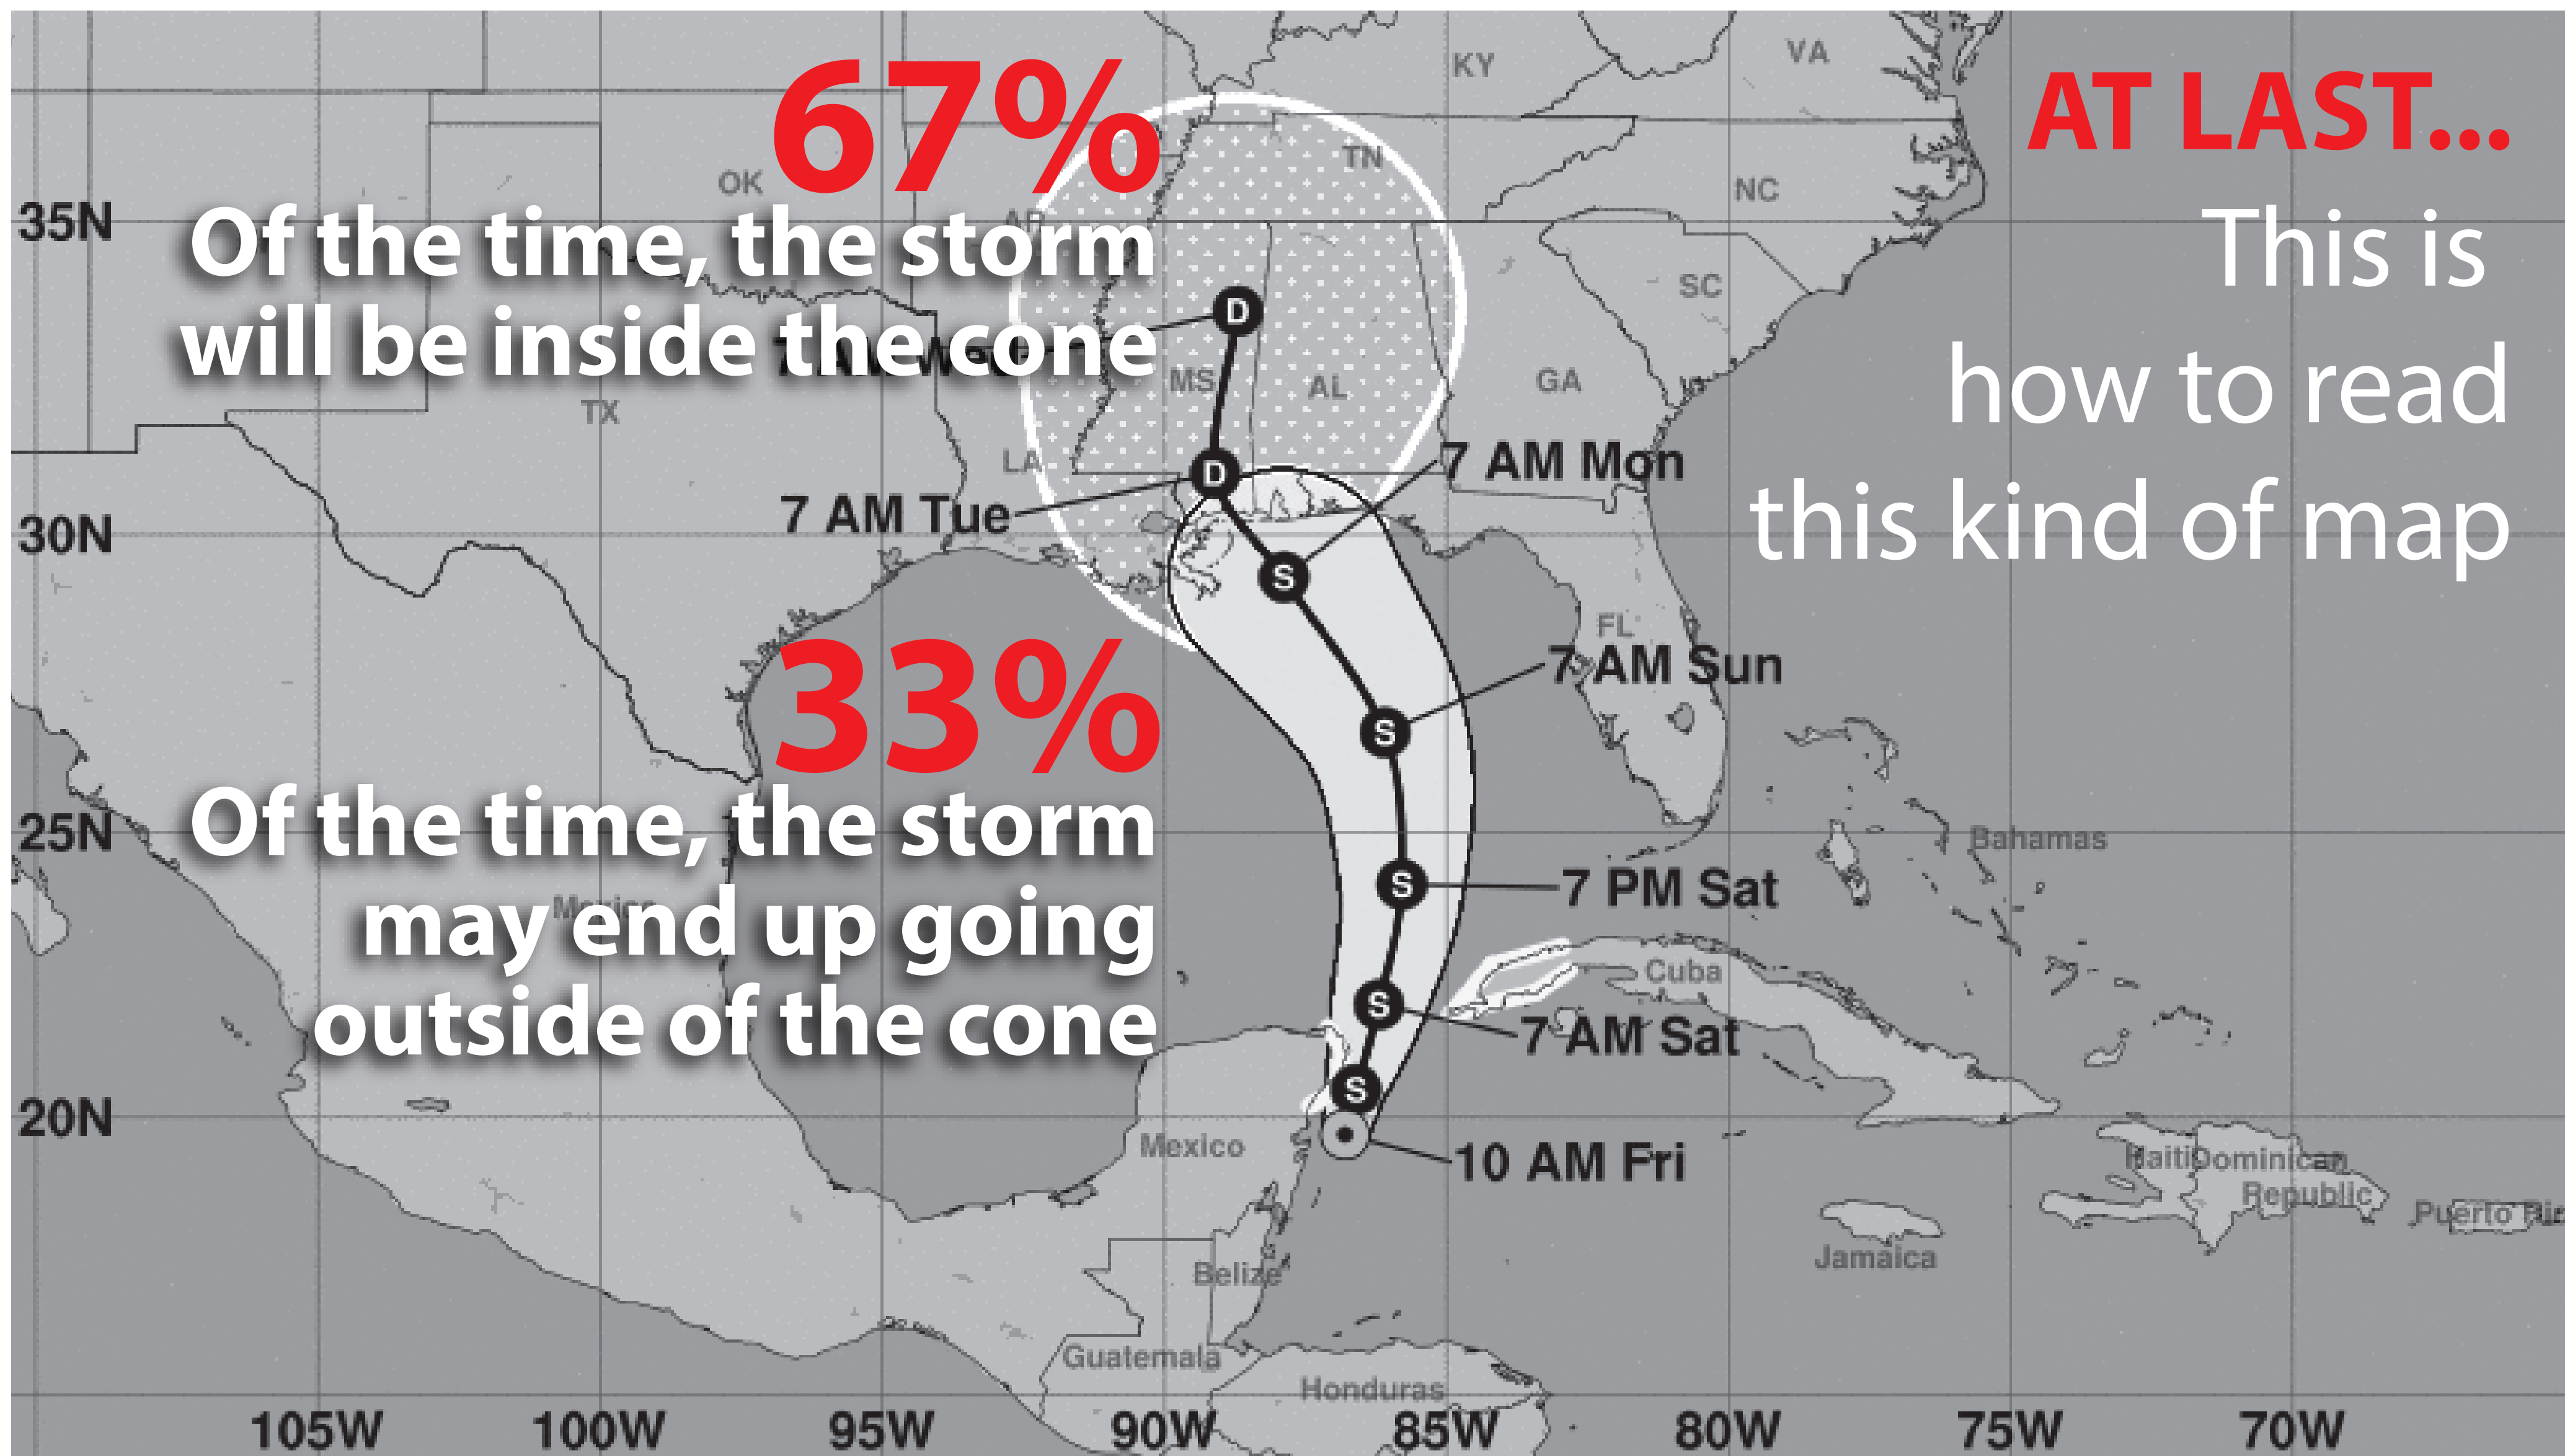 67%
Of the time, the storm
will be inside the cone
33%
Of the time, the storm
may end up going
outside of the cone
AT LAST...
This is
how to read
this kind of map
KY
VA
TN
NC
OK
AR
SC
MS
AL
GA
TX
LA
FL
D
D
S
S
S
S
S
7 AM Mon
7 AM Tue
7 AM Sun
7 PM Sat
7 AM Sat
10 AM Fri
Bahamas
Cuba
Mexico
Mexico
Belize
Guatemala
Honduras
Jamaica
Haiti
Dominican
Republic
Puerto
35N
30N
25N
20N
105W
100W
95W
90W
85W
80W
75W
70W